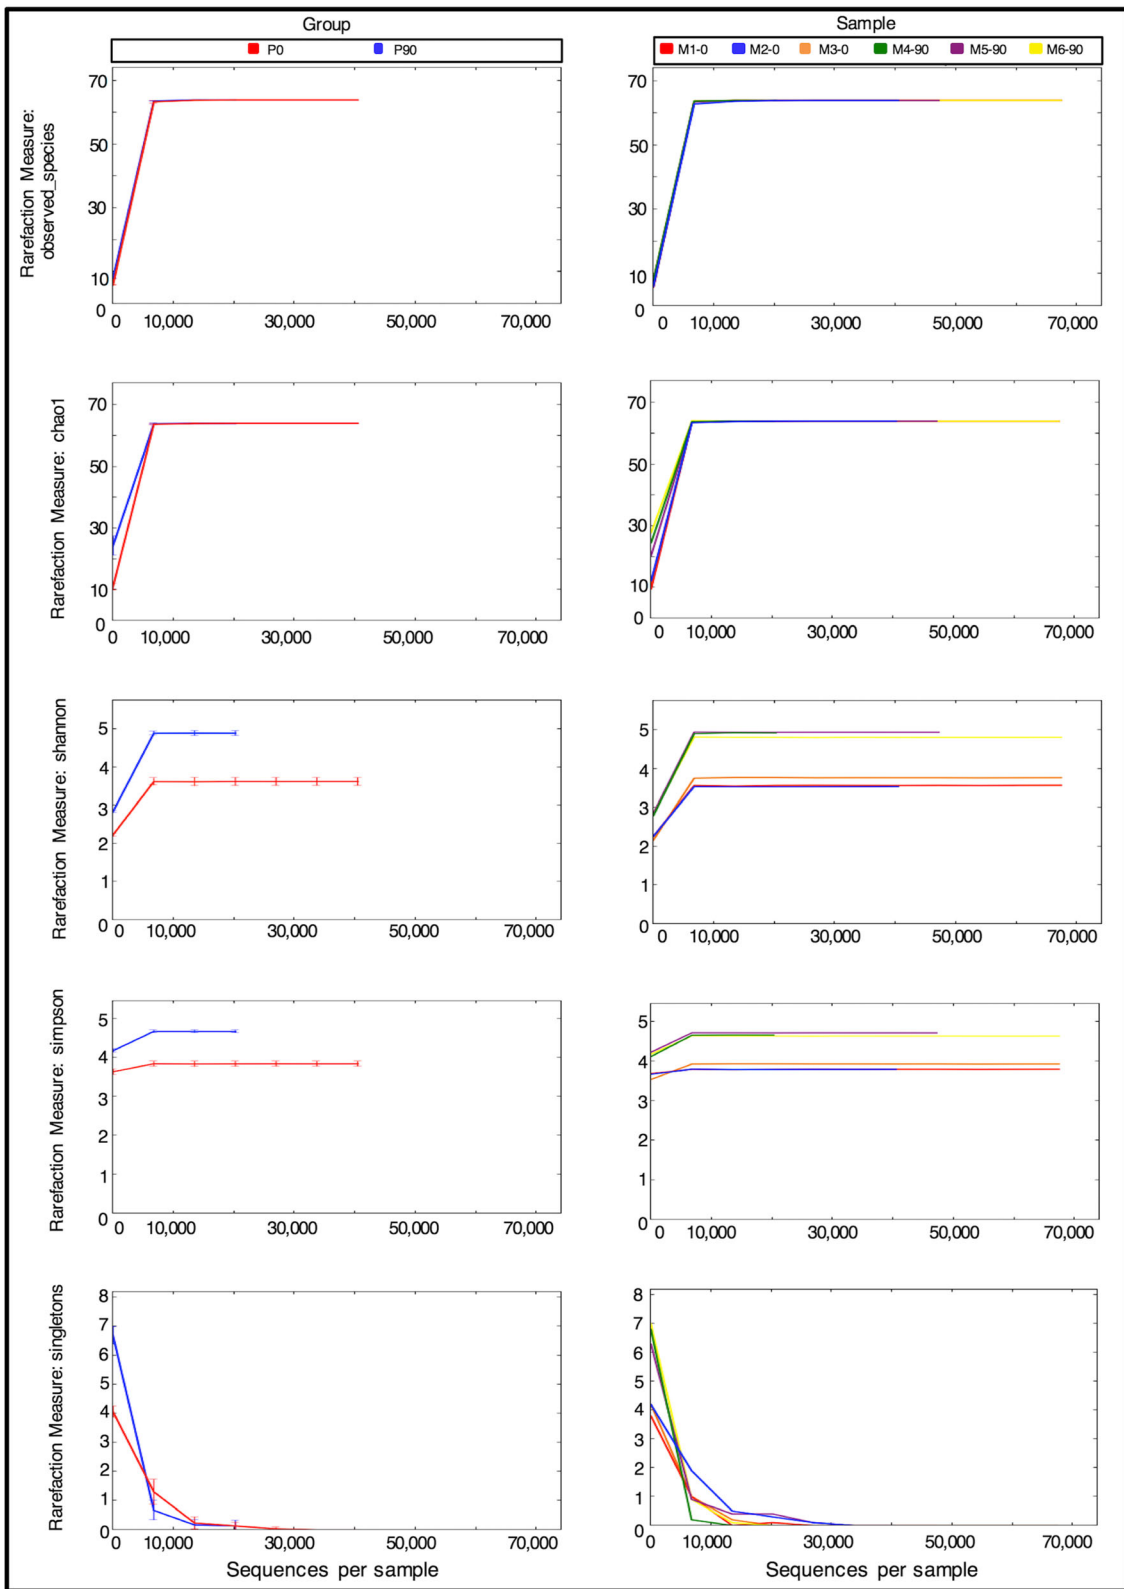 Group
Sample
P0 P90
M1-0 M2-0 M3-0 M4-90 M5-90 M6-90
Rarefaction Measure:
observed_species
70
50
30
10
0
0 10,000 30,000 50,000 70,000
70
50
30
10
0
0 10,000 30,000 50,000 70,000
Rarefaction Measure: chao1
70
50
30
10
0
0 10,000 30,000 50,000 70,000
70
50
30
10
0
0 10,000 30,000 50,000 70,000
Rarefaction Measure: shannon
5
4
3
2
1
0
0 10,000 30,000 50,000 70,000
5
4
3
2
1
0
0 10,000 30,000 50,000 70,000
Rarefaction Measure: simpson
5
4
3
2
1
0
0 10,000 30,000 50,000 70,000
5
4
3
2
1
0
0 10,000 30,000 50,000 70,000
Rarefaction Measure: singletons
8
7
6
5
4
3
2
1
0
0 10,000 30,000 50,000 70,000
Sequences per sample
8
7
6
5
4
3
2
1
0
0 10,000 30,000 50,000 70,000
Sequences per sample